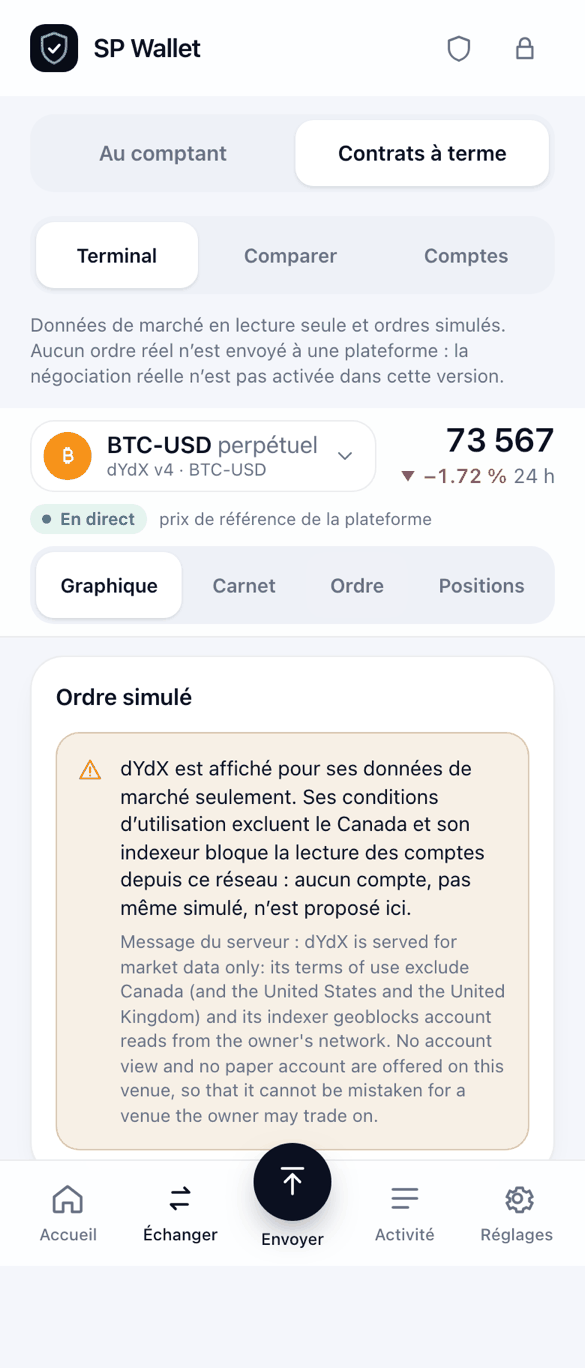 SP Wallet
Au comptant
Contrats à terme
Terminal
Comparer
Comptes
Données de marché en lecture seule et ordres simulés.
Aucun ordre réel n’est envoyé à une plateforme : la
négociation réelle n’est pas activée dans cette version.
BTC-USD perpétuel
dYdX v4 · BTC-USD
73 567
▼ −1.72 % 24 h
En direct
prix de référence de la plateforme
Graphique
Carnet
Ordre
Positions
Ordre simulé
dYdX est affiché pour ses données de
marché seulement. Ses conditions
d’utilisation excluent le Canada et son
indexeur bloque la lecture des comptes
depuis ce réseau : aucun compte, pas
même simulé, n’est proposé ici.
Message du serveur : dYdX is served for
market data only: its terms of use exclude
Canada (and the United States and the United
Kingdom) and its indexer geoblocks account
reads from the owner's network. No account
view and no paper account are offered on this
venue, so that it cannot be mistaken for a
venue the owner may trade on.
Accueil
Échanger
Envoyer
Activité
Réglages